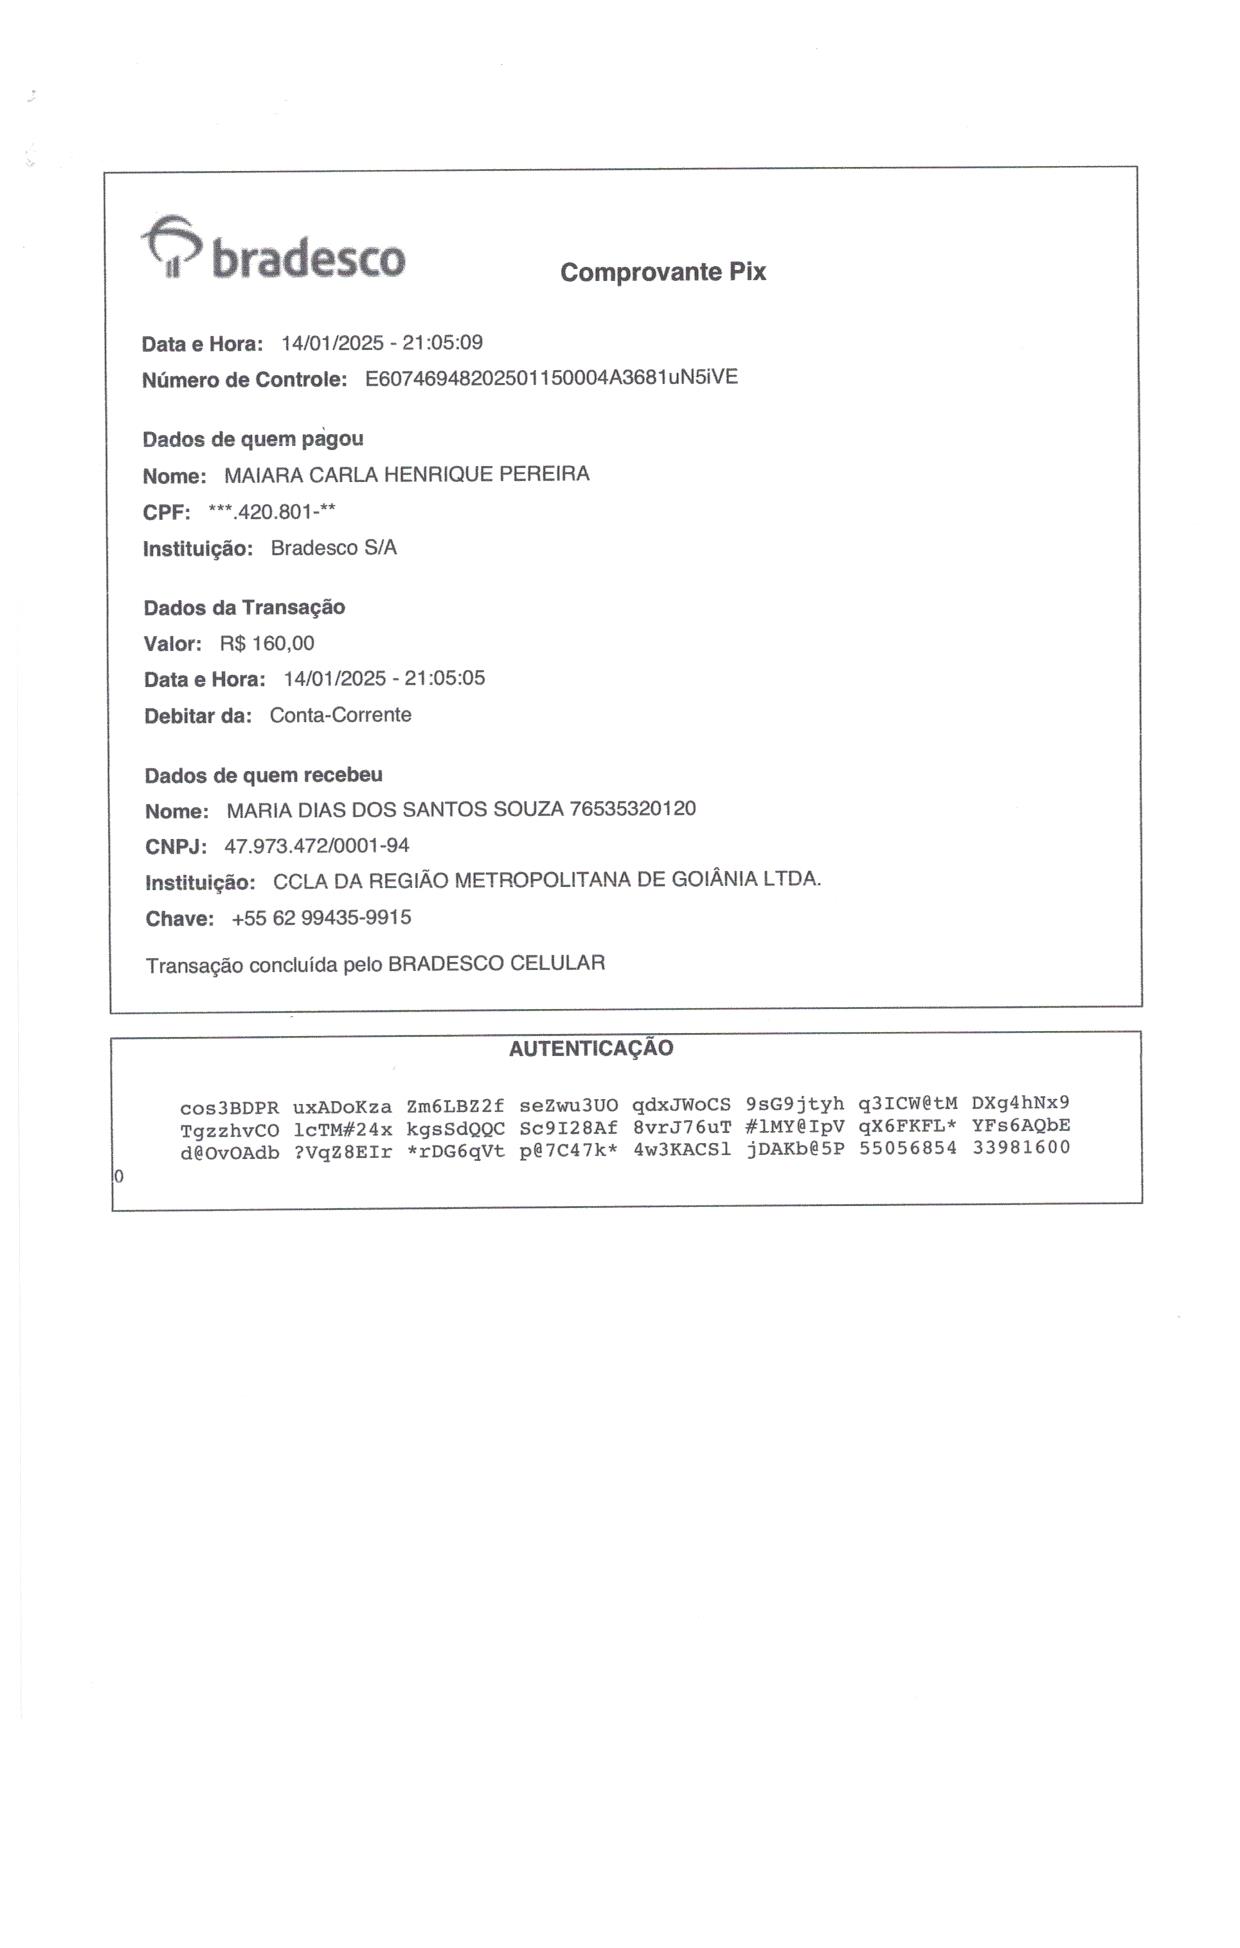 bradesco
Comprovante Pix
Data e Hora: 14/01/2025 - 21:05:09
Número de Controle: E60746948202501150004A3681uN5iVE
Dados de quem pagou
Nome: MAIARA CARLA HENRIQUE PEREIRA
CPF: ***.420.801-**
Instituição: Bradesco S/A
Dados da Transação
Valor: R$ 160,00
Data e Hora: 14/01/2025 - 21:05:05
Debitar da: Conta-Corrente
Dados de quem recebeu
Nome: MARIA DIAS DOS SANTOS SOUZA 76535320120
CNPJ: 47.973.472/0001-94
Instituição: CCLA DA REGIÃO METROPOLITANA DE GOIÂNIA LTDA.
Chave: +55 62 99435-9915
Transação concluída pelo BRADESCO CELULAR
AUTENTICAÇÃO
cos3BDPR uxADoKza Zm6LBZ2f seZwu3UO qdxJWoCS 9sG9jtyh q3ICW@tM DXg4hNx9
TgzzhvCO lcTM#24x kgsSdQQC Sc9I28Af 8vrJ76uT #lMY@IpV qX6FKFL* YFs6AQbE
d@OvOAdb ?VqZ8EIr *rDG6qVt p@7C47k* 4w3KACSl jDAKb@5P 55056854 33981600
0